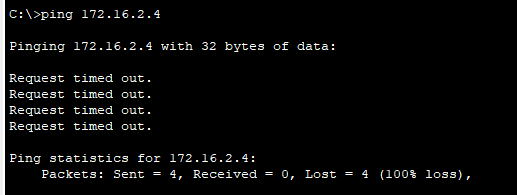 C:\>ping 172.16.2.4
Pinging 172.16.2.4 with 32 bytes of data:
Request timed out.
Request timed out.
Request timed out.
Request timed out.
Ping statistics for 172.16.2.4:
    Packets: Sent = 4, Received = 0, Lost = 4 (100% loss),